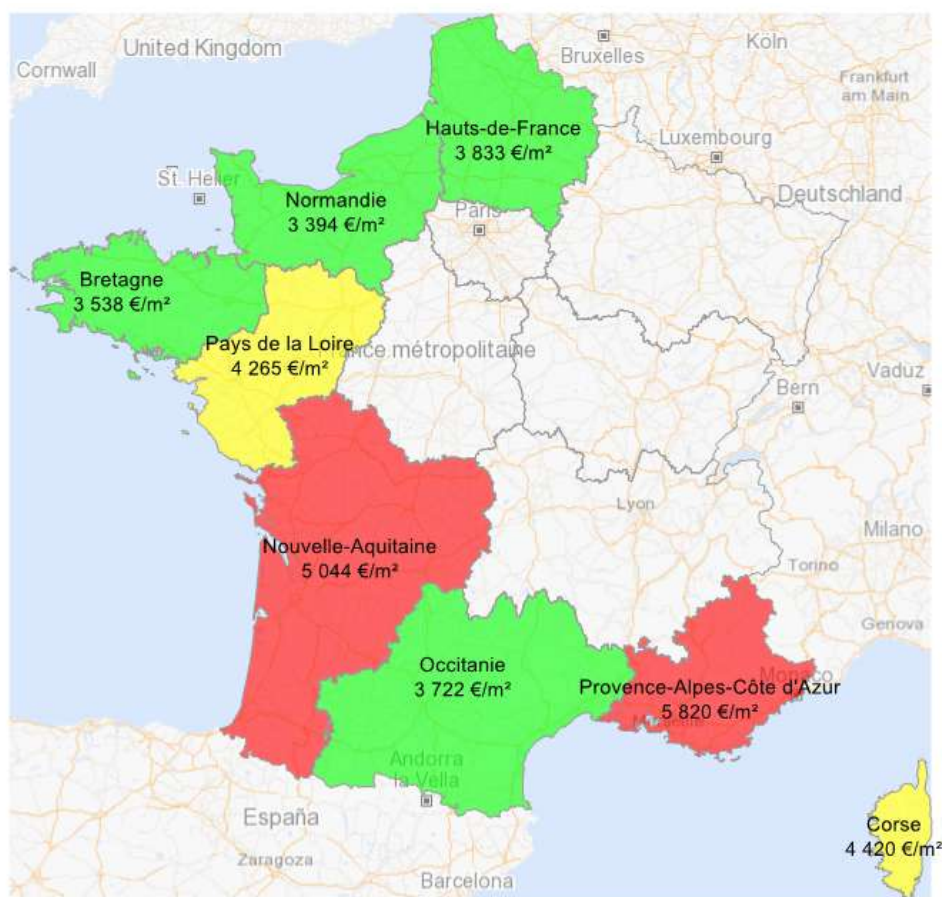 United Kingdom
Cornwall
Bruxelles
Köln
Frankfurt
am Main
Hauts-de-France
3 833 €/m²
Luxembourg
St. Helier
Deutschland
Normandie
3 394 €/m²
Paris
Bretagne
3 538 €/m²
Pays de la Loire
4 265 €/m²
France métropolitaine
Vaduz
Bern
Lyon
Milano
Nouvelle-Aquitaine
5 044 €/m²
Torino
Genova
Occitanie
3 722 €/m²
Monaco
Provence-Alpes-Côte d'Azur
5 820 €/m²
Marseille
Andorra
la Vella
España
Corse
4 420 €/m²
Zaragoza
Barcelona